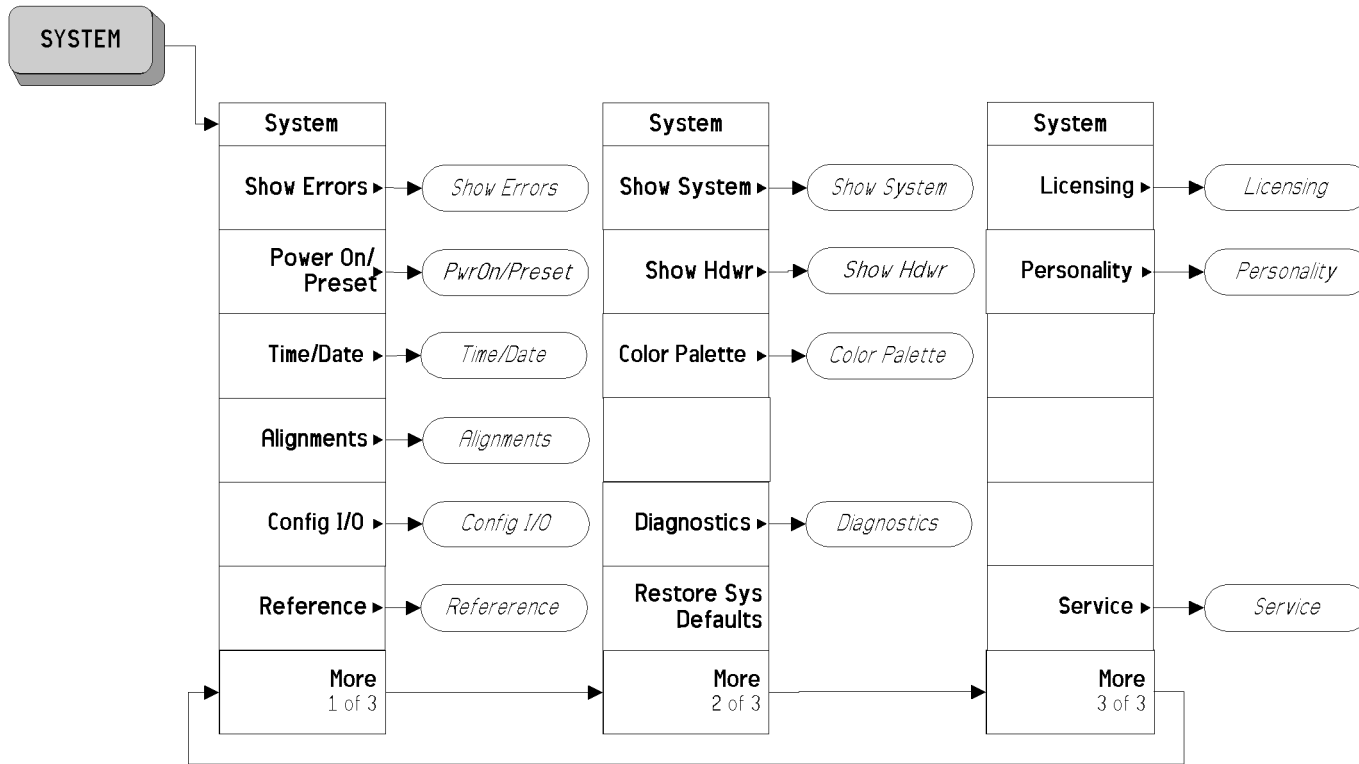 SYSTEM
System
Show Errors
Show Errors
Power On/
Preset
PwrOn/Preset
Time/Date
Time/Date
Alignments
Alignments
Config I/O
Config I/O
Reference
Refererence
More
1 of 3
System
Show System
Show System
Show Hdwr
Show Hdwr
Color Palette
Color Palette
Diagnostics
Diagnostics
Restore Sys
Defaults
More
2 of 3
System
Licensing
Licensing
Personality
Personality
Service
Service
More
3 of 3